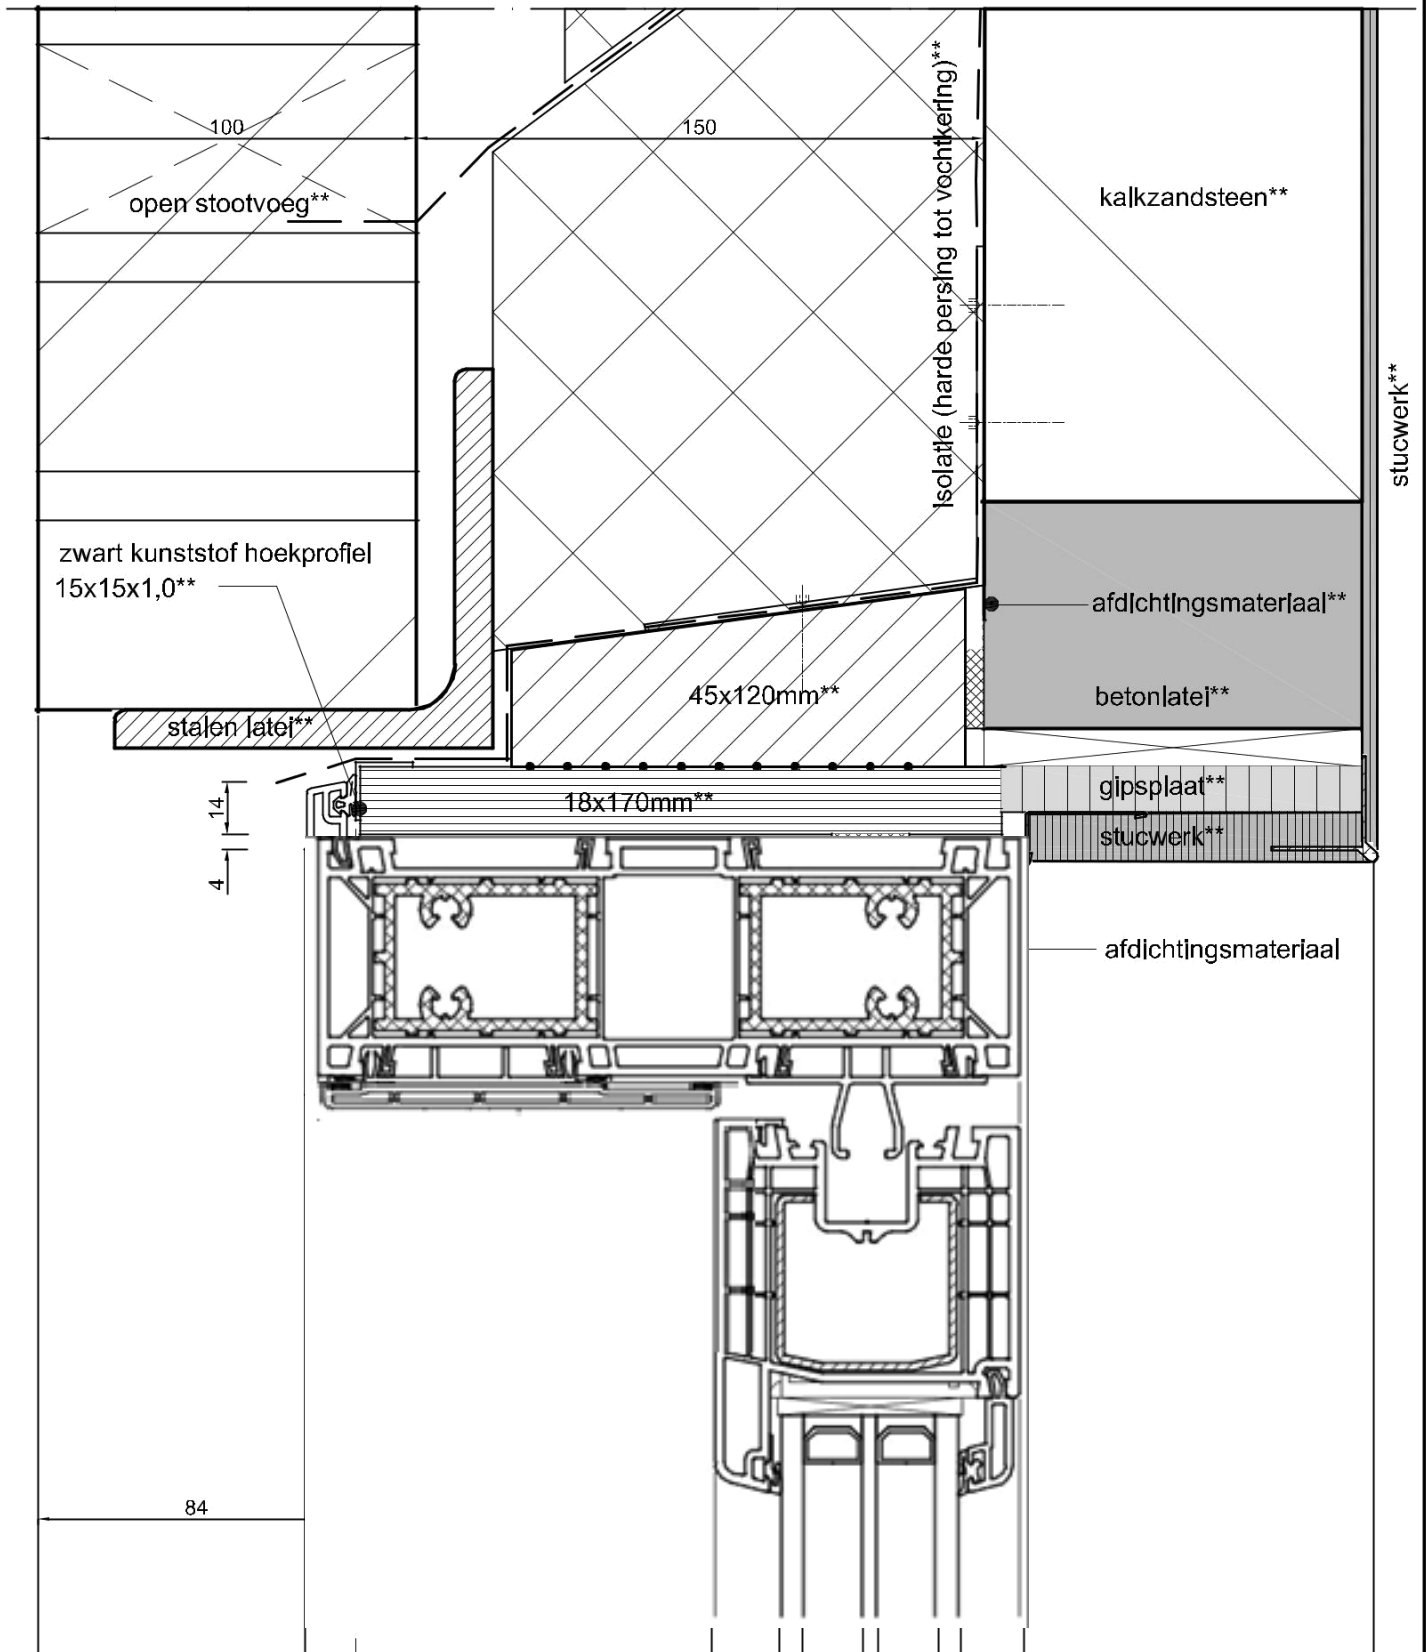 100
150
open stootvoeg**
Isolatie (harde persing tot vochtkering)**
kalkzandsteen**
stucwerk**
zwart kunststof hoekprofiel
15x15x1,0**
afdichtingsmateriaal**
45x120mm**
betonlatei**
stalen latei**
14
18x170mm**
gipsplaat**
stucwerk**
4
afdichtingsmateriaal
84